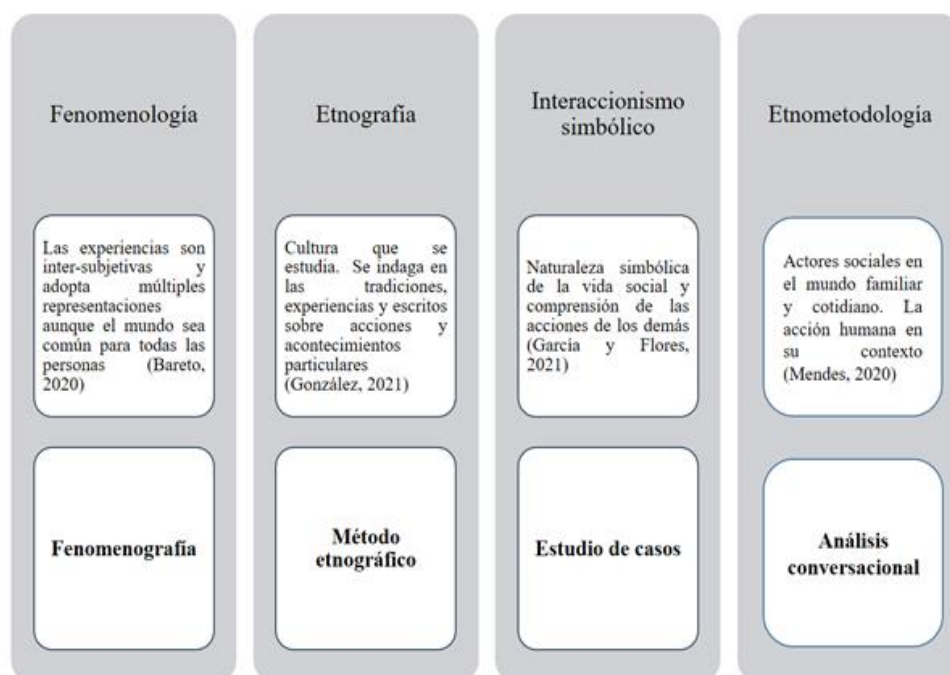 Fenomenología
Las experiencias son
inter-subjetivas y
adopta múltiples
representaciones
aunque el mundo sea
común para todas las
personas (Bareto,
2020)
Fenomenografía
Etnografía
Cultura que se
estudia. Se indaga en
las tradiciones,
experiencias y escritos
sobre acciones y
acontecimientos
particulares
(González, 2021)
Método
etnográfico
Interaccionismo
simbólico
Naturaleza simbólica
de la vida social y
comprensión de las
acciones de los demás
(García y Flores,
2021)
Estudio de casos
Etnometodología
Actores sociales en
el mundo familiar
y cotidiano. La
acción humana en
su contexto
(Mendes, 2020)
Análisis
conversacional